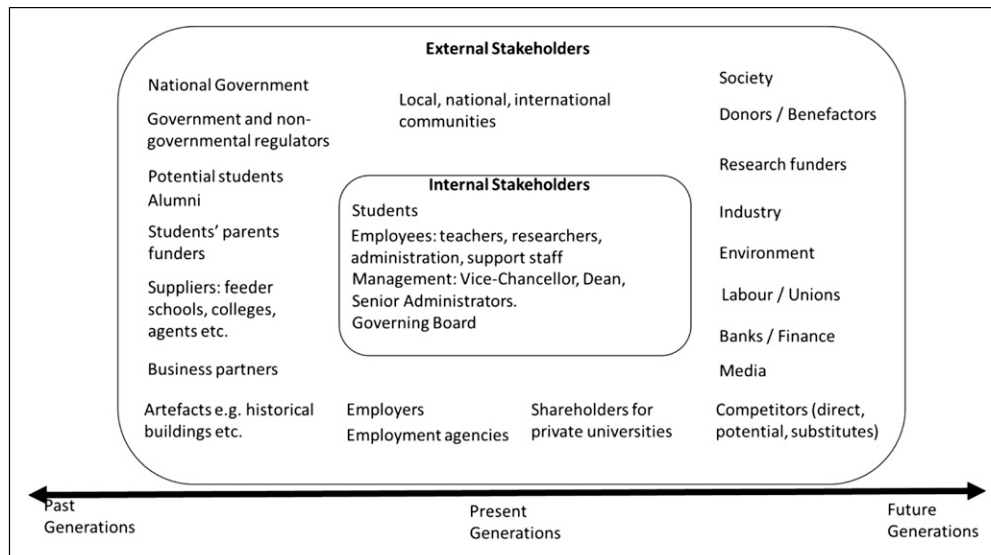 External Stakeholders
National Government
Government and non-
governmental regulators
Potential students
Alumni
Students' parents
funders
Suppliers: feeder
schools, colleges,
agents etc.
Business partners
Artefacts e.g. historical
buildings etc.
Local, national, international
communities
Internal Stakeholders
Students
Employees: teachers, researchers,
administration, support staff
Management: Vice-Chancellor, Dean,
Senior Administrators.
Governing Board
Employers
Employment agencies
Shareholders for
private universities
Society
Donors / Benefactors
Research funders
Industry
Environment
Labour / Unions
Banks / Finance
Media
Competitors (direct,
potential, substitutes)
Past
Generations
Present
Generations
Future
Generations